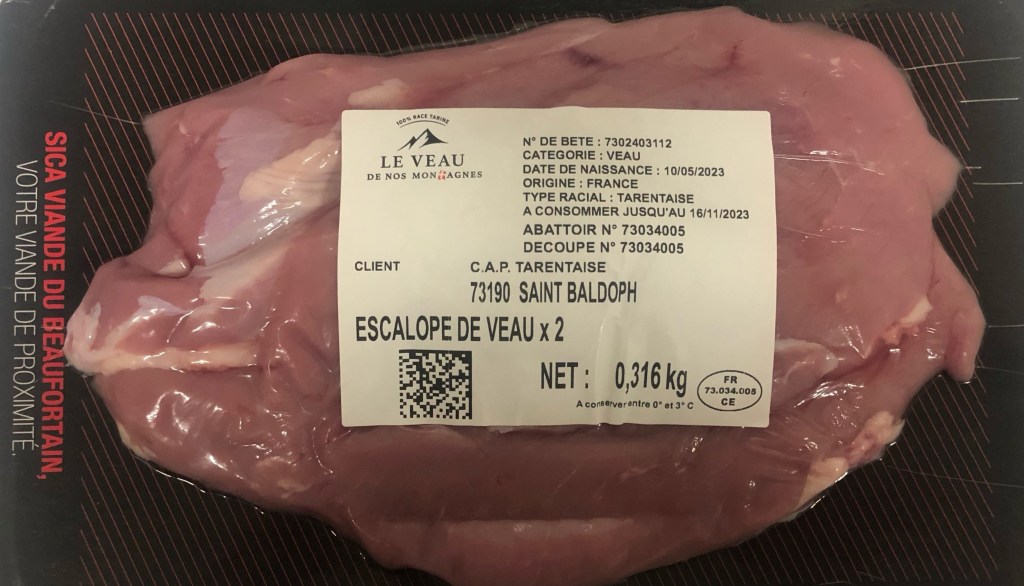 SICA VIANDE DU BEAUFORTAIN,
VOTRE VIANDE DE PROXIMITÉ.
100% RACE TARINE
LE VEAU
DE NOS MONTAGNES
N° DE BETE : 7302403112
CATEGORIE : VEAU
DATE DE NAISSANCE : 10/05/2023
ORIGINE : FRANCE
TYPE RACIAL : TARENTAISE
A CONSOMMER JUSQU'AU 16/11/2023
ABATTOIR N° 73034005
DECOUPE N° 73034005
CLIENT C.A.P. TARENTAISE
73190 SAINT BALDOPH
ESCALOPE DE VEAU x 2
NET : 0,316 kg
A conserver entre 0° et 3° C
FR
73.034.005
CE